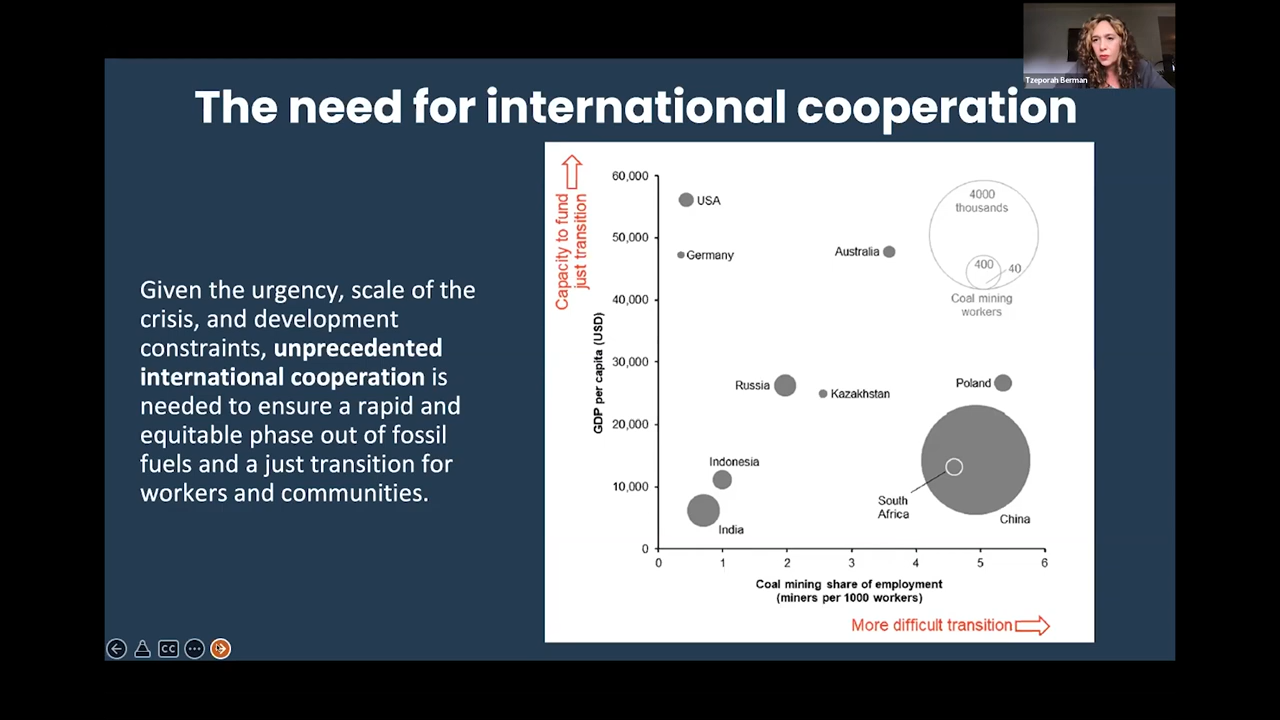 Tzeporah Berman
The need for international cooperation
Given the urgency, scale of the
crisis, and development
constraints, unprecedented
international cooperation is
needed to ensure a rapid and
equitable phase out of fossil
fuels and a just transition for
workers and communities.
Capacity to fund
just transition
GDP per capita (USD)
60,000
50,000
40,000
30,000
20,000
10,000
0
USA
Germany
Australia
4000
thousands
400
40
Coal mining
workers
Russia
Kazakhstan
Poland
Indonesia
India
South
Africa
China
0 1 2 3 4 5 6
Coal mining share of employment
(miners per 1000 workers)
More difficult transition
CC